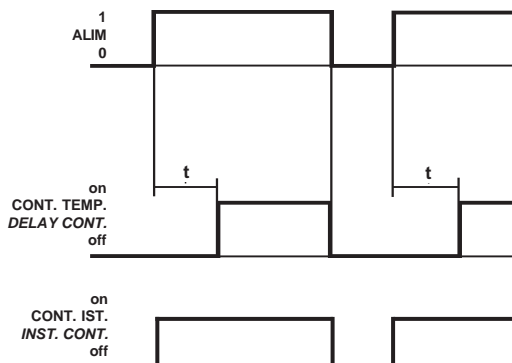 1
ALIM
0
t
t
on
CONT. TEMP.
DELAY CONT.
off
on
CONT. IST.
INST. CONT.
off